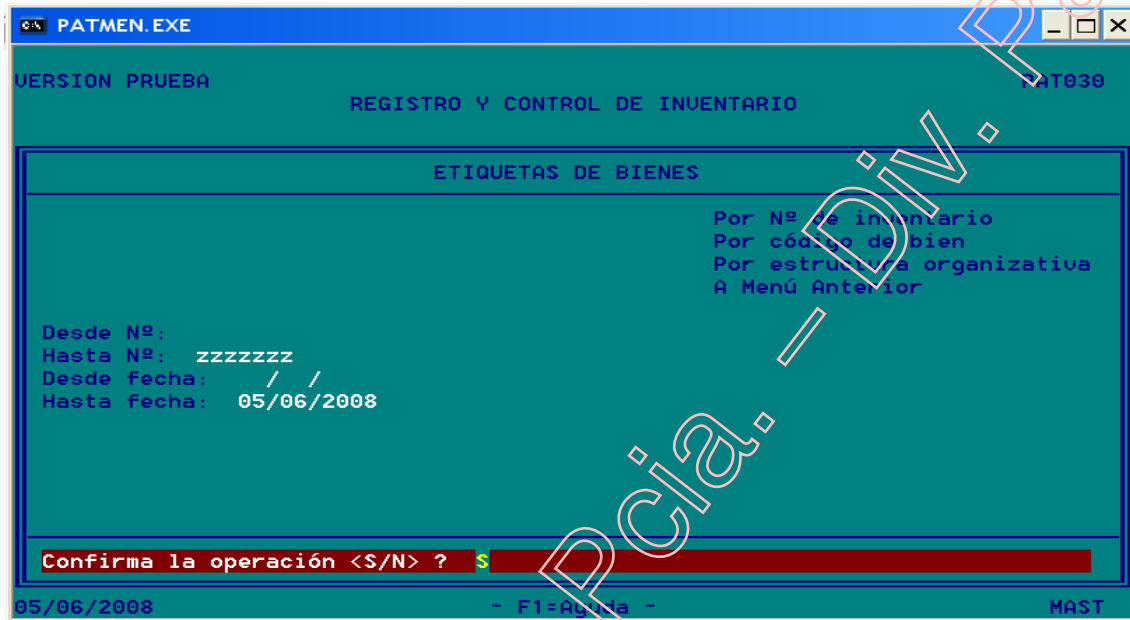 PATMEN.EXE
VERSION PRUEBA PAT030
REGISTRO Y CONTROL DE INVENTARIO
ETIQUETAS DE BIENES
Por Nº de inventario
Por código de bien
Por estructura organizativa
A Menú Anterior
Desde Nº:
Hasta Nº: zzzzzzz
Desde fecha: / /
Hasta fecha: 05/06/2008
Confirma la operación <S/N> ? S
05/06/2008 - F1=Ayuda - MAST
Pcia. – Div.